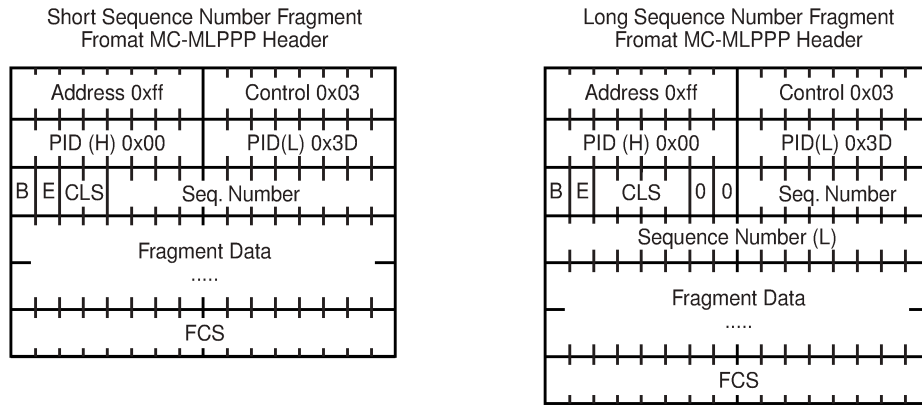 Short Sequence Number Fragment
Fromat MC-MLPPP Header
Address 0xff Control 0x03
PID (H) 0x00 PID(L) 0x3D
B E CLS Seq. Number
Fragment Data
.....
FCS
Long Sequence Number Fragment
Fromat MC-MLPPP Header
Address 0xff Control 0x03
PID (H) 0x00 PID(L) 0x3D
B E CLS 0 0 Seq. Number
Sequence Number (L)
Fragment Data
.....
FCS